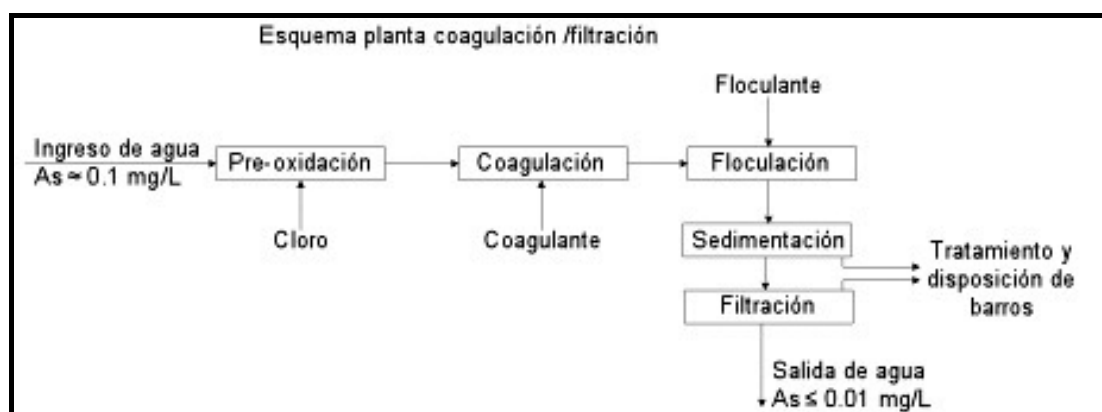 Esquema planta coagulación /filtración
Floculante
Ingreso de agua
As ≈ 0.1 mg/L
Pre-oxidación
Coagulación
Floculación
Cloro
Coagulante
Sedimentación
Tratamiento y
disposición de
barros
Filtración
Salida de agua
As ≤ 0.01 mg/L